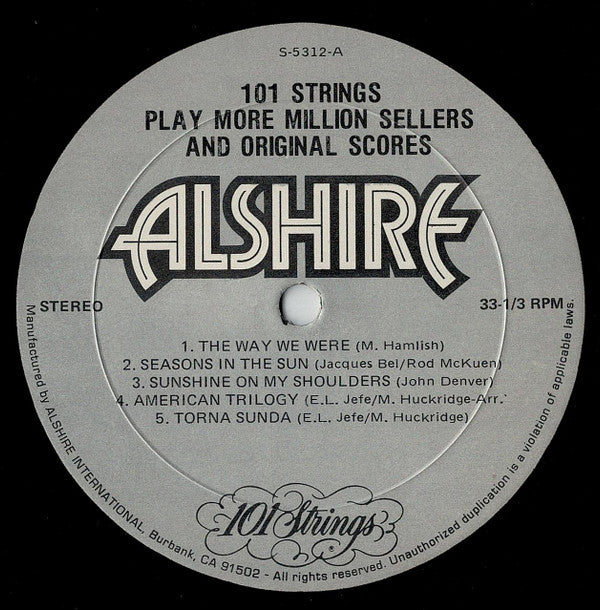 S-5312-A
101 STRINGS
PLAY MORE MILLION SELLERS
AND ORIGINAL SCORES
ALSHIRE
STEREO
33-1/3 RPM
1. THE WAY WE WERE (M. Hamlish)
2. SEASONS IN THE SUN (Jacques Bel/Rod McKuen)
3. SUNSHINE ON MY SHOULDERS (John Denver)
4. AMERICAN TRILOGY (E.L. Jefe/M. Huckridge-Arr.)
5. TORNA SUNDA (E.L. Jefe/M. Huckridge)
101 Strings
®
Manufactured by ALSHIRE INTERNATIONAL, Burbank, CA 91502 - All rights reserved. Unauthorized duplication is a violation of applicable laws.